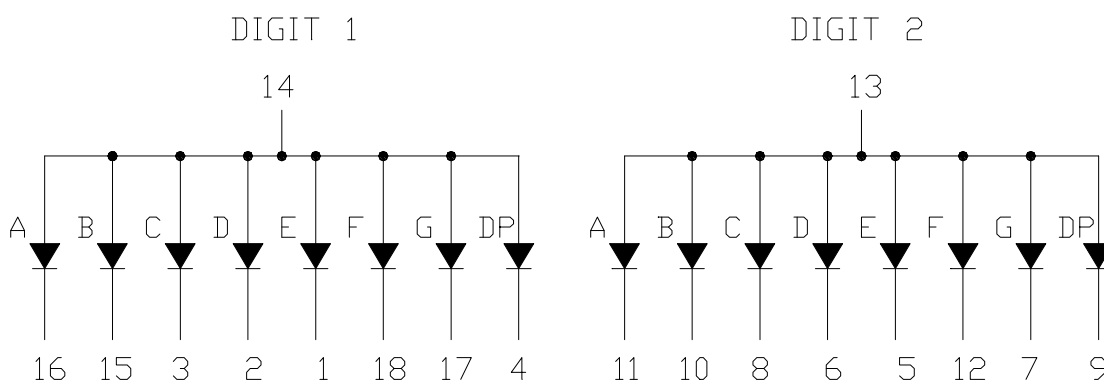 DIGIT 1 DIGIT 2
14 13
A B C D E F G DP A B C D E F G DP
16 15 3 2 1 18 17 4 11 10 8 6 5 12 7 9